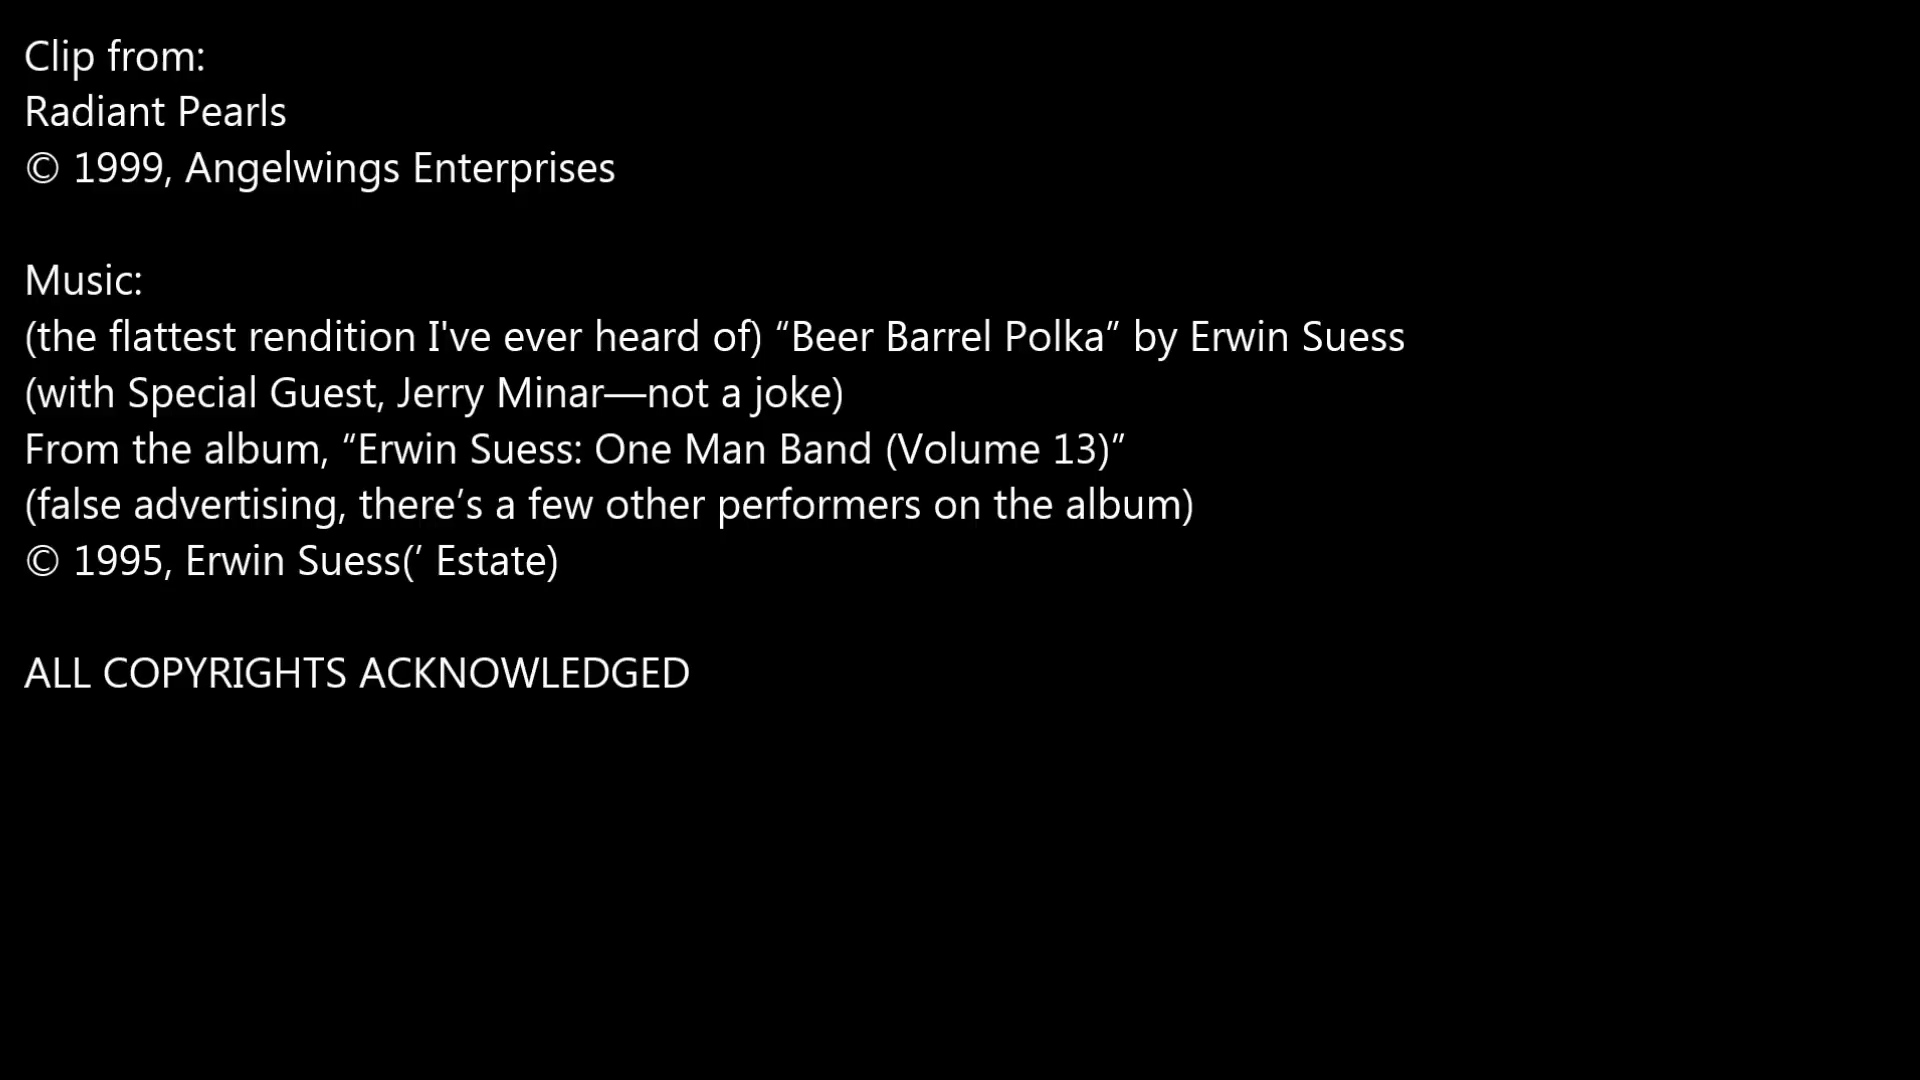 Clip from:
Radiant Pearls
© 1999, Angelwings Enterprises
Music:
(the flattest rendition I've ever heard of) “Beer Barrel Polka” by Erwin Suess
(with Special Guest, Jerry Minar—not a joke)
From the album, “Erwin Suess: One Man Band (Volume 13)”
(false advertising, there’s a few other performers on the album)
© 1995, Erwin Suess(’ Estate)
ALL COPYRIGHTS ACKNOWLEDGED